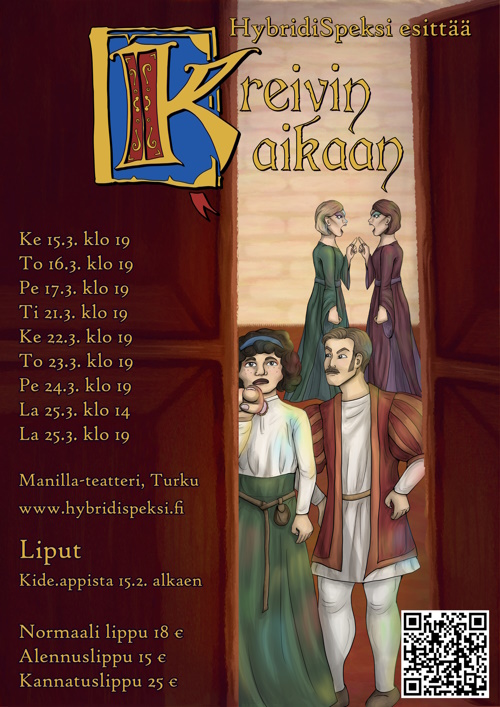 HybridiSpeksi esittää
Kreivin
aikaan
Ke 15.3. klo 19
To 16.3. klo 19
Pe 17.3. klo 19
Ti 21.3. klo 19
Ke 22.3. klo 19
To 23.3. klo 19
Pe 24.3. klo 19
La 25.3. klo 14
La 25.3. klo 19
Manilla-teatteri, Turku
www.hybridispeksi.fi
Liput
Kide.appista 15.2. alkaen
Normaali lippu 18 €
Alennuslippu 15 €
Kannatuslippu 25 €